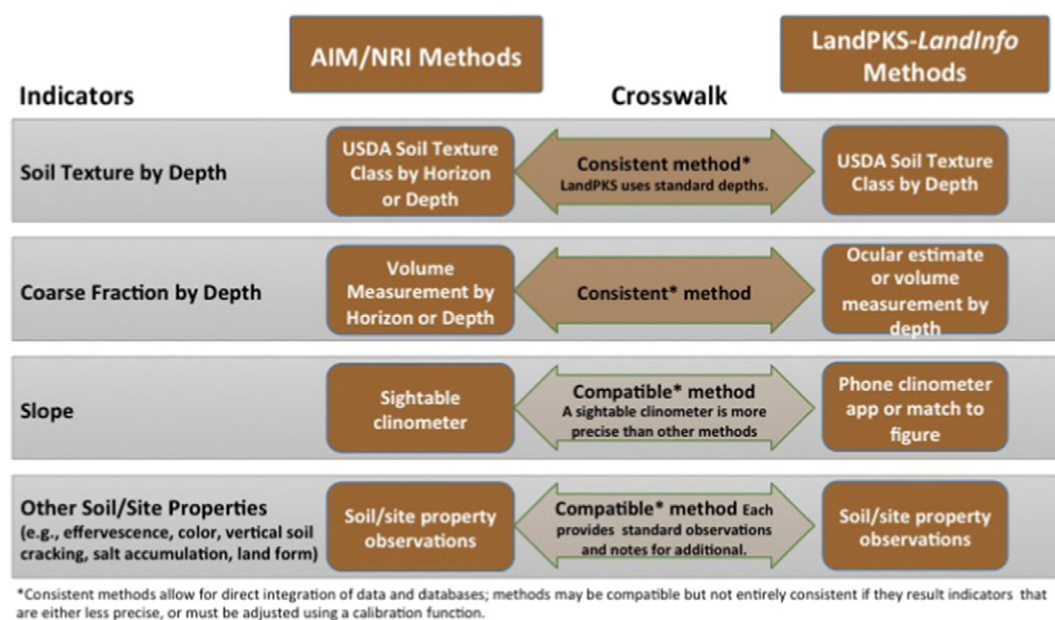 AIM/NRI Methods
LandPKS-LandInfo
Methods
Indicators
Crosswalk
Soil Texture by Depth
USDA Soil Texture
Class by Horizon
or Depth
Consistent method*
LandPKS uses standard depths.
USDA Soil Texture
Class by Depth
Coarse Fraction by Depth
Volume
Measurement by
Horizon or Depth
Consistent* method
Ocular estimate
or volume
measurement by
depth
Slope
Sightable
clinometer
Compatible* method
A sightable clinometer is more
precise than other methods
Phone clinometer
app or match to
figure
Other Soil/Site Properties
(e.g., effervescence, color, vertical soil
cracking, salt accumulation, land form)
Soil/site property
observations
Compatible* method Each
provides standard observations
and notes for additional.
Soil/site property
observations
*Consistent methods allow for direct integration of data and databases; methods may be compatible but not entirely consistent if they result indicators that
are either less precise, or must be adjusted using a calibration function.